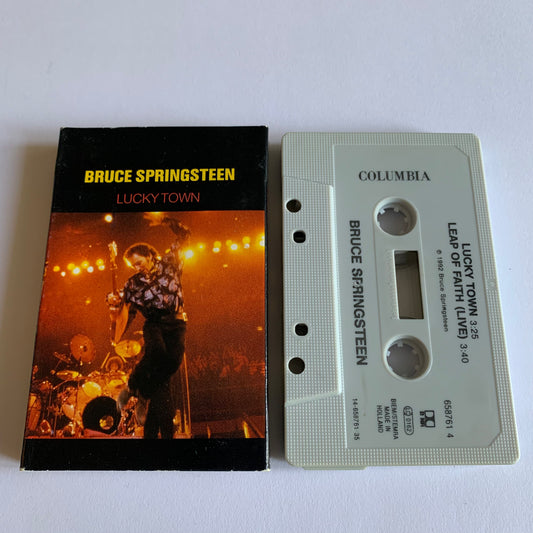 BRUCE SPRINGSTEEN
LUCKY TOWN
COLUMBIA
BRUCE SPRINGSTEEN
LUCKY TOWN 3:25
LEAP OF FAITH (LIVE) 3:40
℗ 1992 Bruce Springsteen
658761 4
BIEM/STEMRA
MADE IN
HOLLAND
14-658761-35